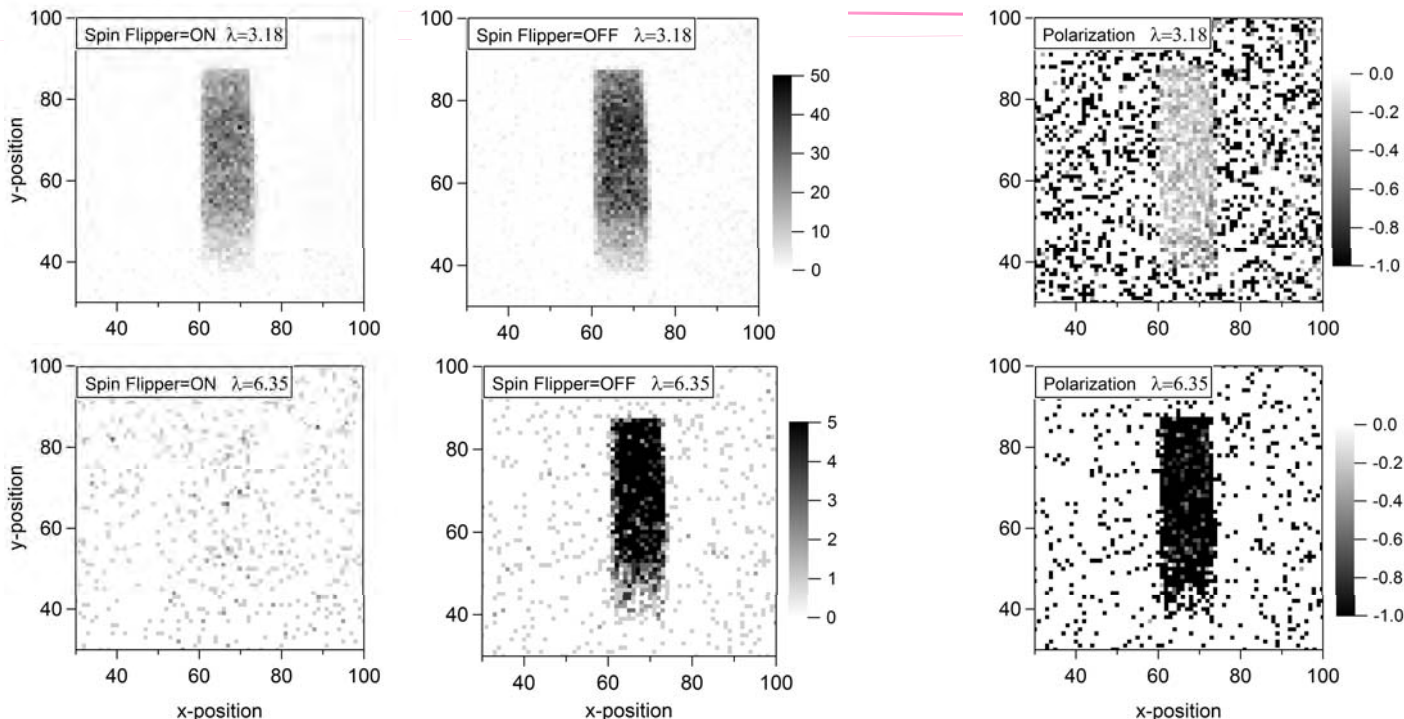 100
Spin Flipper=ON λ=3.18
80
60
40
y-position
40 60 80 100
100
Spin Flipper=OFF λ=3.18
80
60
40
40 60 80 100
50
40
30
20
10
0
100
Polarization λ=3.18
80
60
40
40 60 80 100
0.0
-0.2
-0.4
-0.6
-0.8
-1.0
100
Spin Flipper=ON λ=6.35
80
60
40
y-position
40 60 80 100
x-position
100
Spin Flipper=OFF λ=6.35
80
60
40
40 60 80 100
x-position
5
4
3
2
1
0
100
Polarization λ=6.35
80
60
40
40 60 80 100
x-position
0.0
-0.2
-0.4
-0.6
-0.8
-1.0